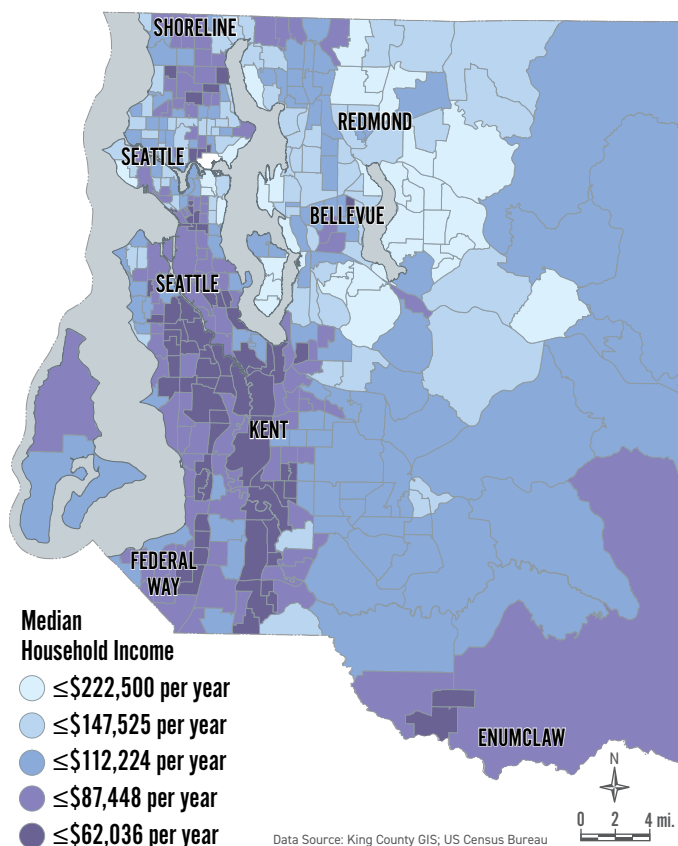 SHORELINE
REDMOND
SEATTLE
BELLEVUE
SEATTLE
KENT
FEDERAL
WAY
ENUMCLAW
Median
Household Income
≤$222,500 per year
≤$147,525 per year
≤$112,224 per year
≤$87,448 per year
≤$62,036 per year
Data Source: King County GIS; US Census Bureau
N
0 2 4 mi.